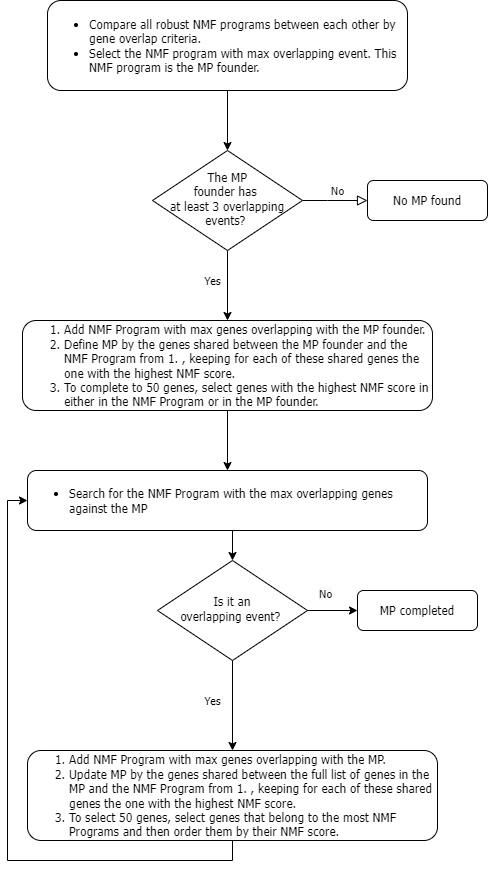 • Compare all robust NMF programs between each other by
gene overlap criteria.
• Select the NMF program with max overlapping event. This
NMF program is the MP founder.
The MP
founder has
at least 3 overlapping
events?
No
No MP found
Yes
1. Add NMF Program with max genes overlapping with the MP founder.
2. Define MP by the genes shared between the MP founder and the
NMF Program from 1. , keeping for each of these shared genes the
one with the highest NMF score.
3. To complete to 50 genes, select genes with the highest NMF score in
either in the NMF Program or in the MP founder.
• Search for the NMF Program with the max overlapping genes
against the MP
Is it an
overlapping event?
No
MP completed
Yes
1. Add NMF Program with max genes overlapping with the MP.
2. Update MP by the genes shared between the full list of genes in the
MP and the NMF Program from 1. , keeping for each of these shared
genes the one with the highest NMF score.
3. To select 50 genes, select genes that belong to the most NMF
Programs and then order them by their NMF score.